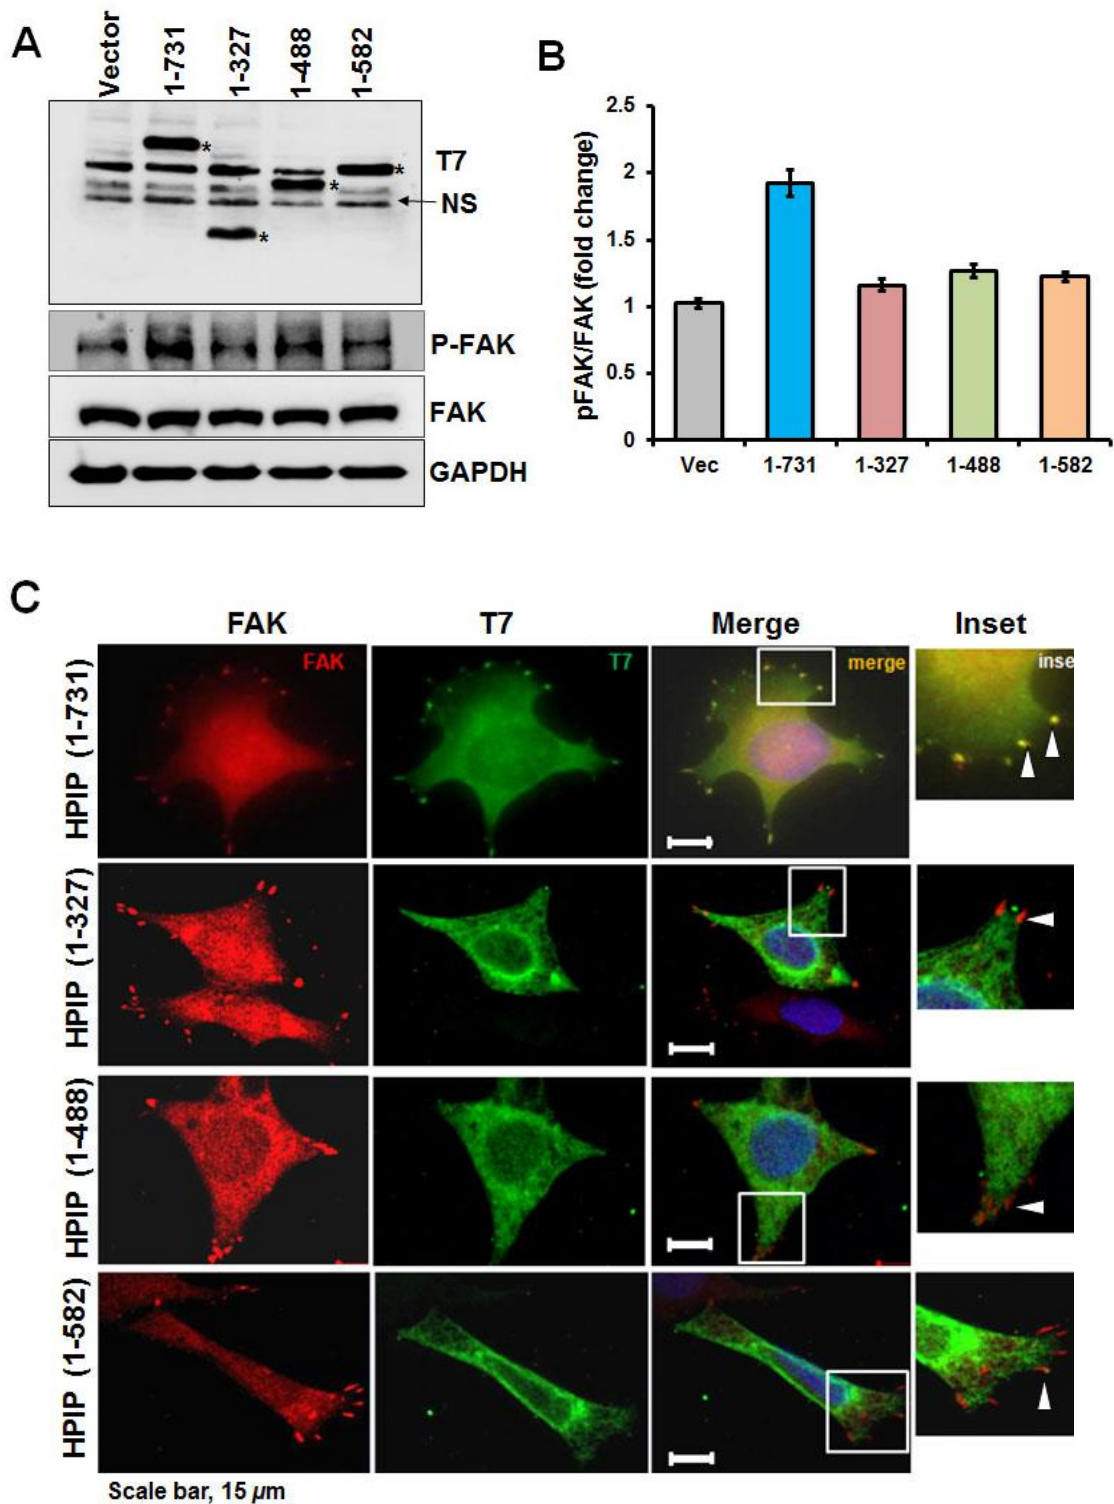 A
Vector
1-731
1-327
1-488
1-582
*
*
*
*
T7
NS
P-FAK
FAK
GAPDH
B
pFAK/FAK (fold change)
2.5
2
1.5
1
0.5
0
Vec 1-731 1-327 1-488 1-582
C
FAK T7 Merge Inset
HPIP (1-731)
FAK T7 merge inse
HPIP (1-327)
HPIP (1-488)
HPIP (1-582)
Scale bar, 15 µm